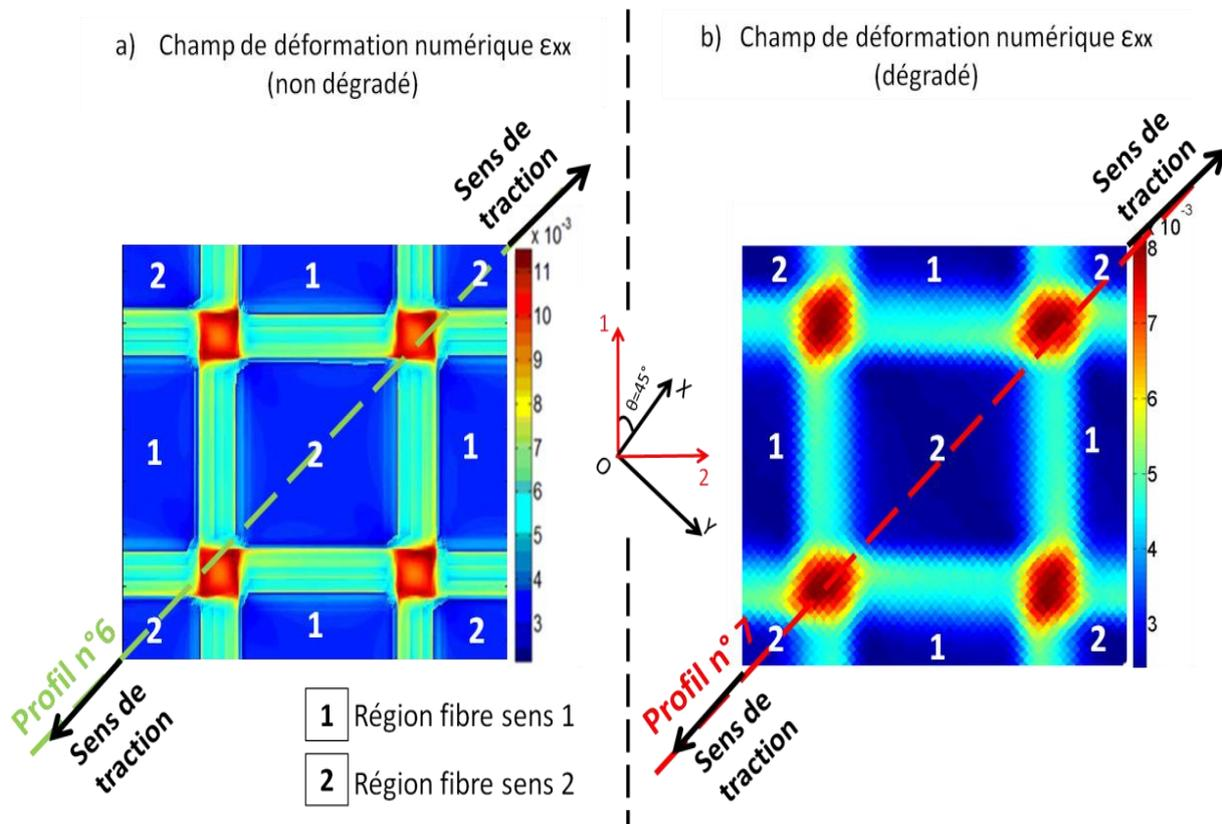 a) Champ de déformation numérique εxx
(non dégradé)
b) Champ de déformation numérique εxx
(dégradé)
Sens de
traction
x 10⁻³
11
10
9
8
7
6
5
4
3
2
1
2
1
2
1
2
1
2
Profil n°6
Sens de
traction
1
θ=45°
X
O
2
Y
Sens de
traction
10⁻³
8
7
6
5
4
3
2
1
2
1
2
1
2
1
2
Profil n°7
Sens de
traction
1 Région fibre sens 1
2 Région fibre sens 2